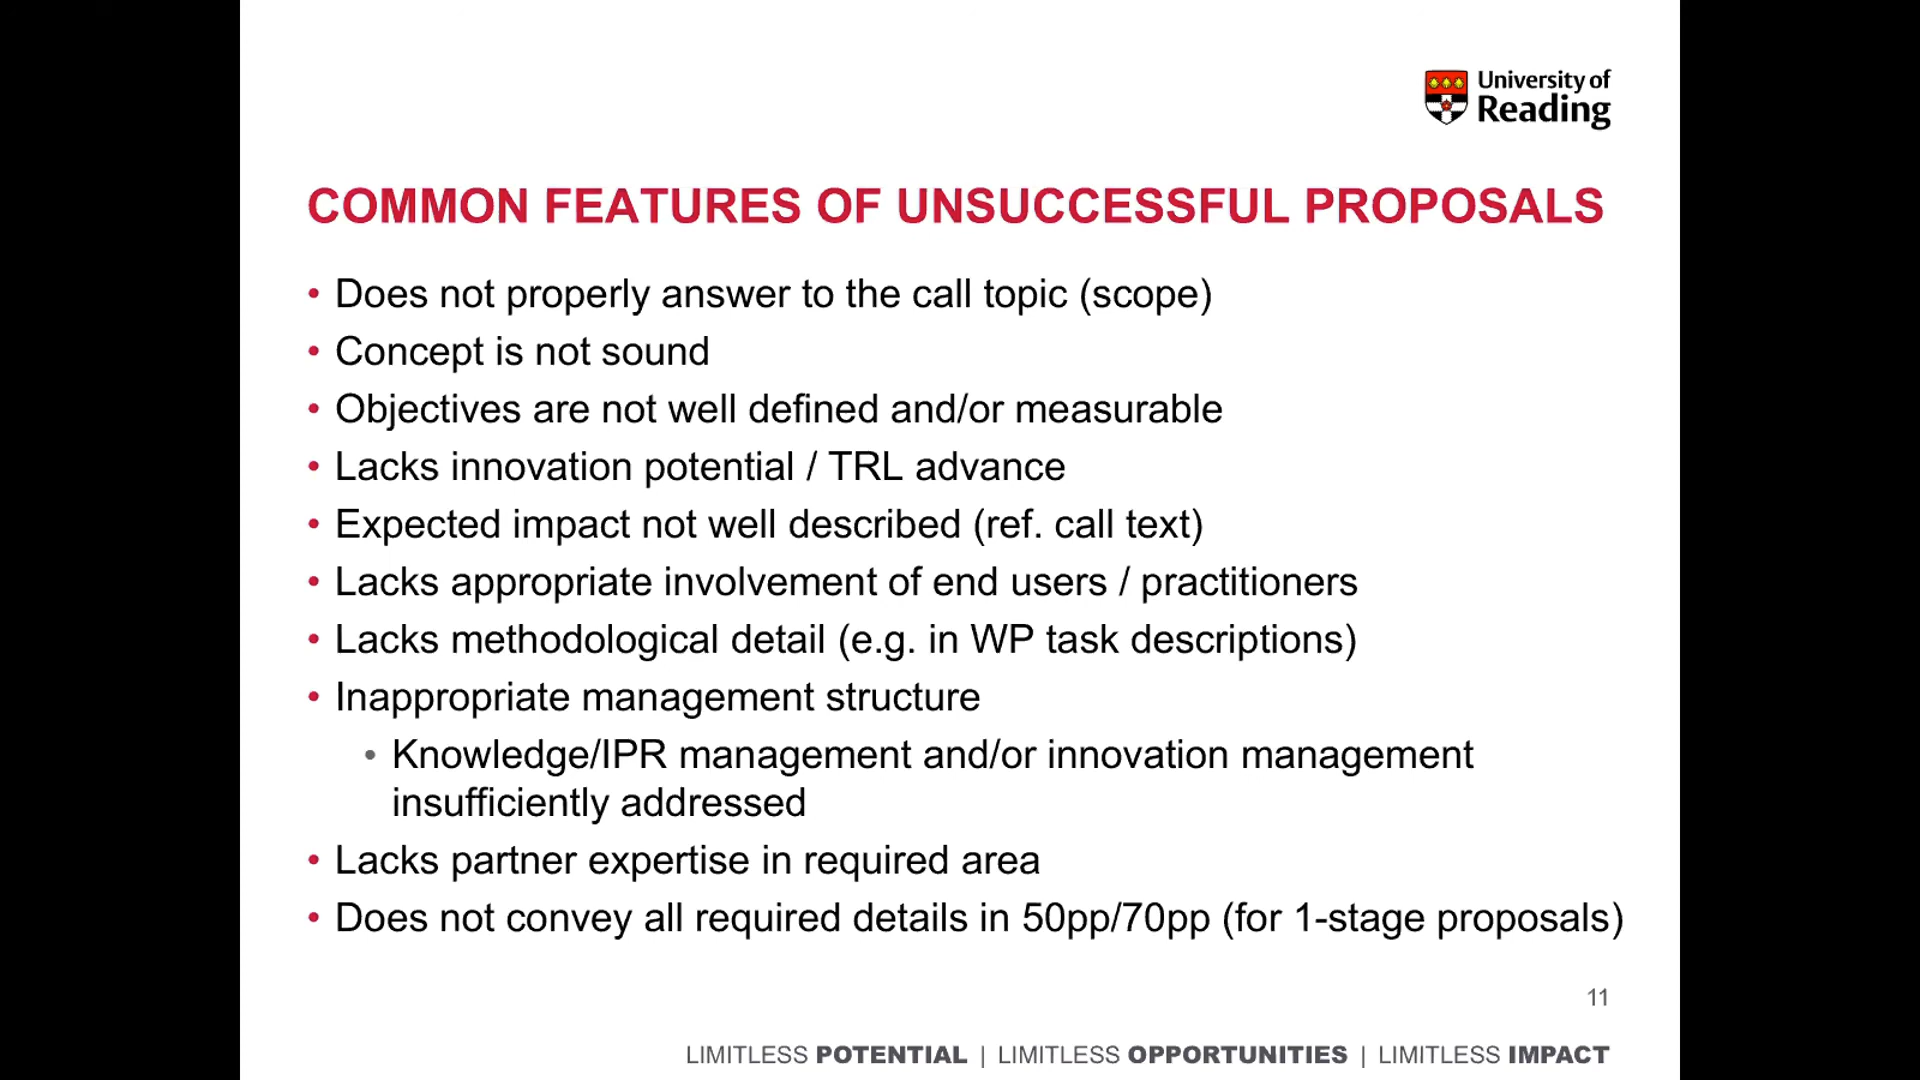 University of
Reading
COMMON FEATURES OF UNSUCCESSFUL PROPOSALS
• Does not properly answer to the call topic (scope)
• Concept is not sound
• Objectives are not well defined and/or measurable
• Lacks innovation potential / TRL advance
• Expected impact not well described (ref. call text)
• Lacks appropriate involvement of end users / practitioners
• Lacks methodological detail (e.g. in WP task descriptions)
• Inappropriate management structure
• Knowledge/IPR management and/or innovation management
insufficiently addressed
• Lacks partner expertise in required area
• Does not convey all required details in 50pp/70pp (for 1-stage proposals)
11
LIMITLESS POTENTIAL | LIMITLESS OPPORTUNITIES | LIMITLESS IMPACT